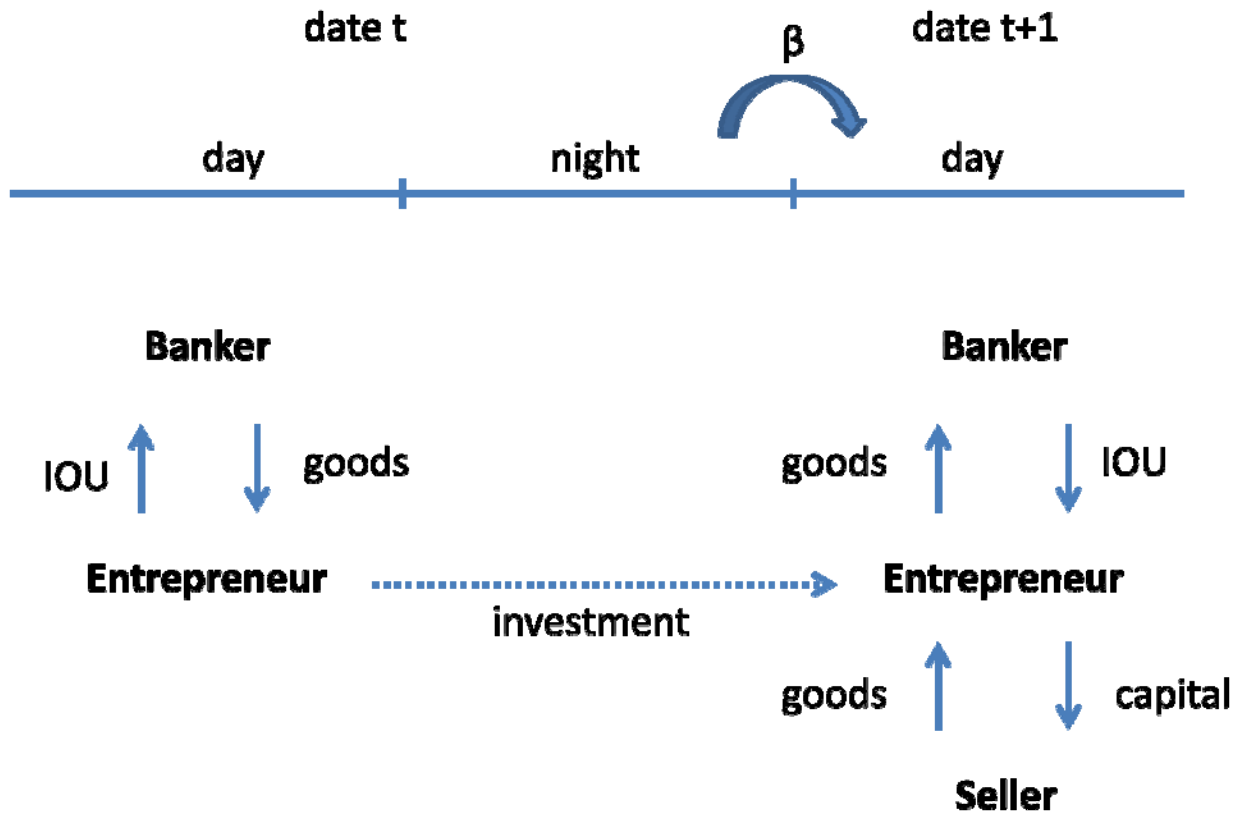 date t
β
date t+1
day
night
day
Banker
Banker
IOU
goods
goods
IOU
Entrepreneur
Entrepreneur
investment
goods
capital
Seller